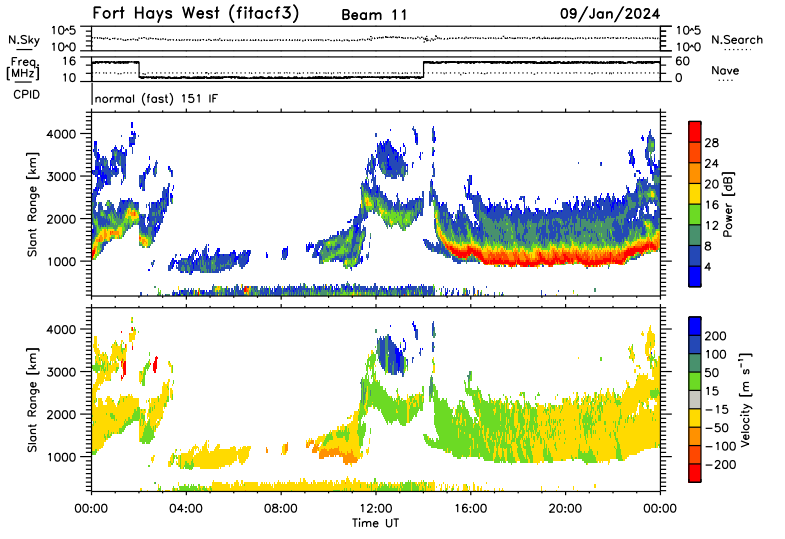 Fort Hays West (fitacf3) Beam 11 09/Jan/2024
N.Sky 10^5 10^0 10^5 10^0 N.Search
Freq. [MHz] 16 10 60 0 Nave
CPID normal (fast) 151 IF
Slant Range [km] 4000 3000 2000 1000
28 24 20 16 12 8 4 Power [dB]
Slant Range [km] 4000 3000 2000 1000
200 100 50 15 −15 −50 −100 −200 Velocity [m s⁻¹]
00:00 04:00 08:00 12:00 16:00 20:00 00:00
Time UT